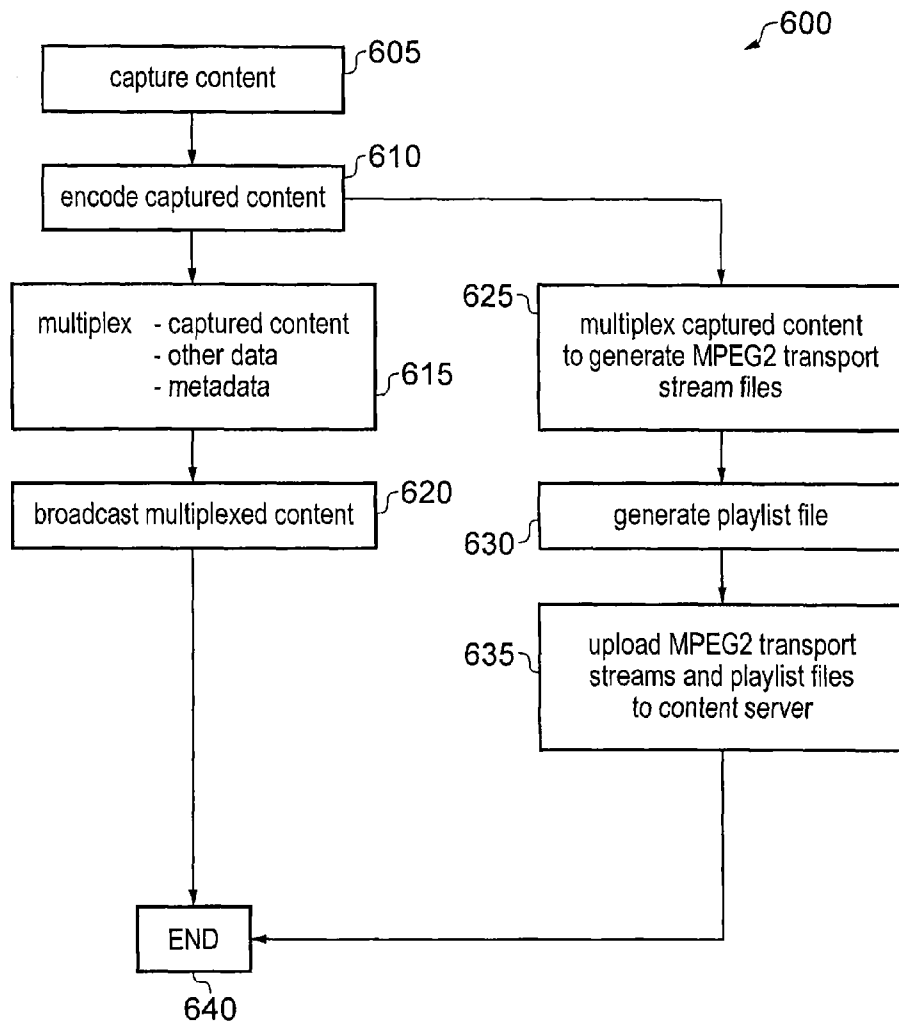 600
605
capture content
610
encode captured content
multiplex - captured content
- other data
- metadata
615
620
broadcast multiplexed content
625
multiplex captured content
to generate MPEG2 transport
stream files
generate playlist file
630
635
upload MPEG2 transport
streams and playlist files
to content server
END
640